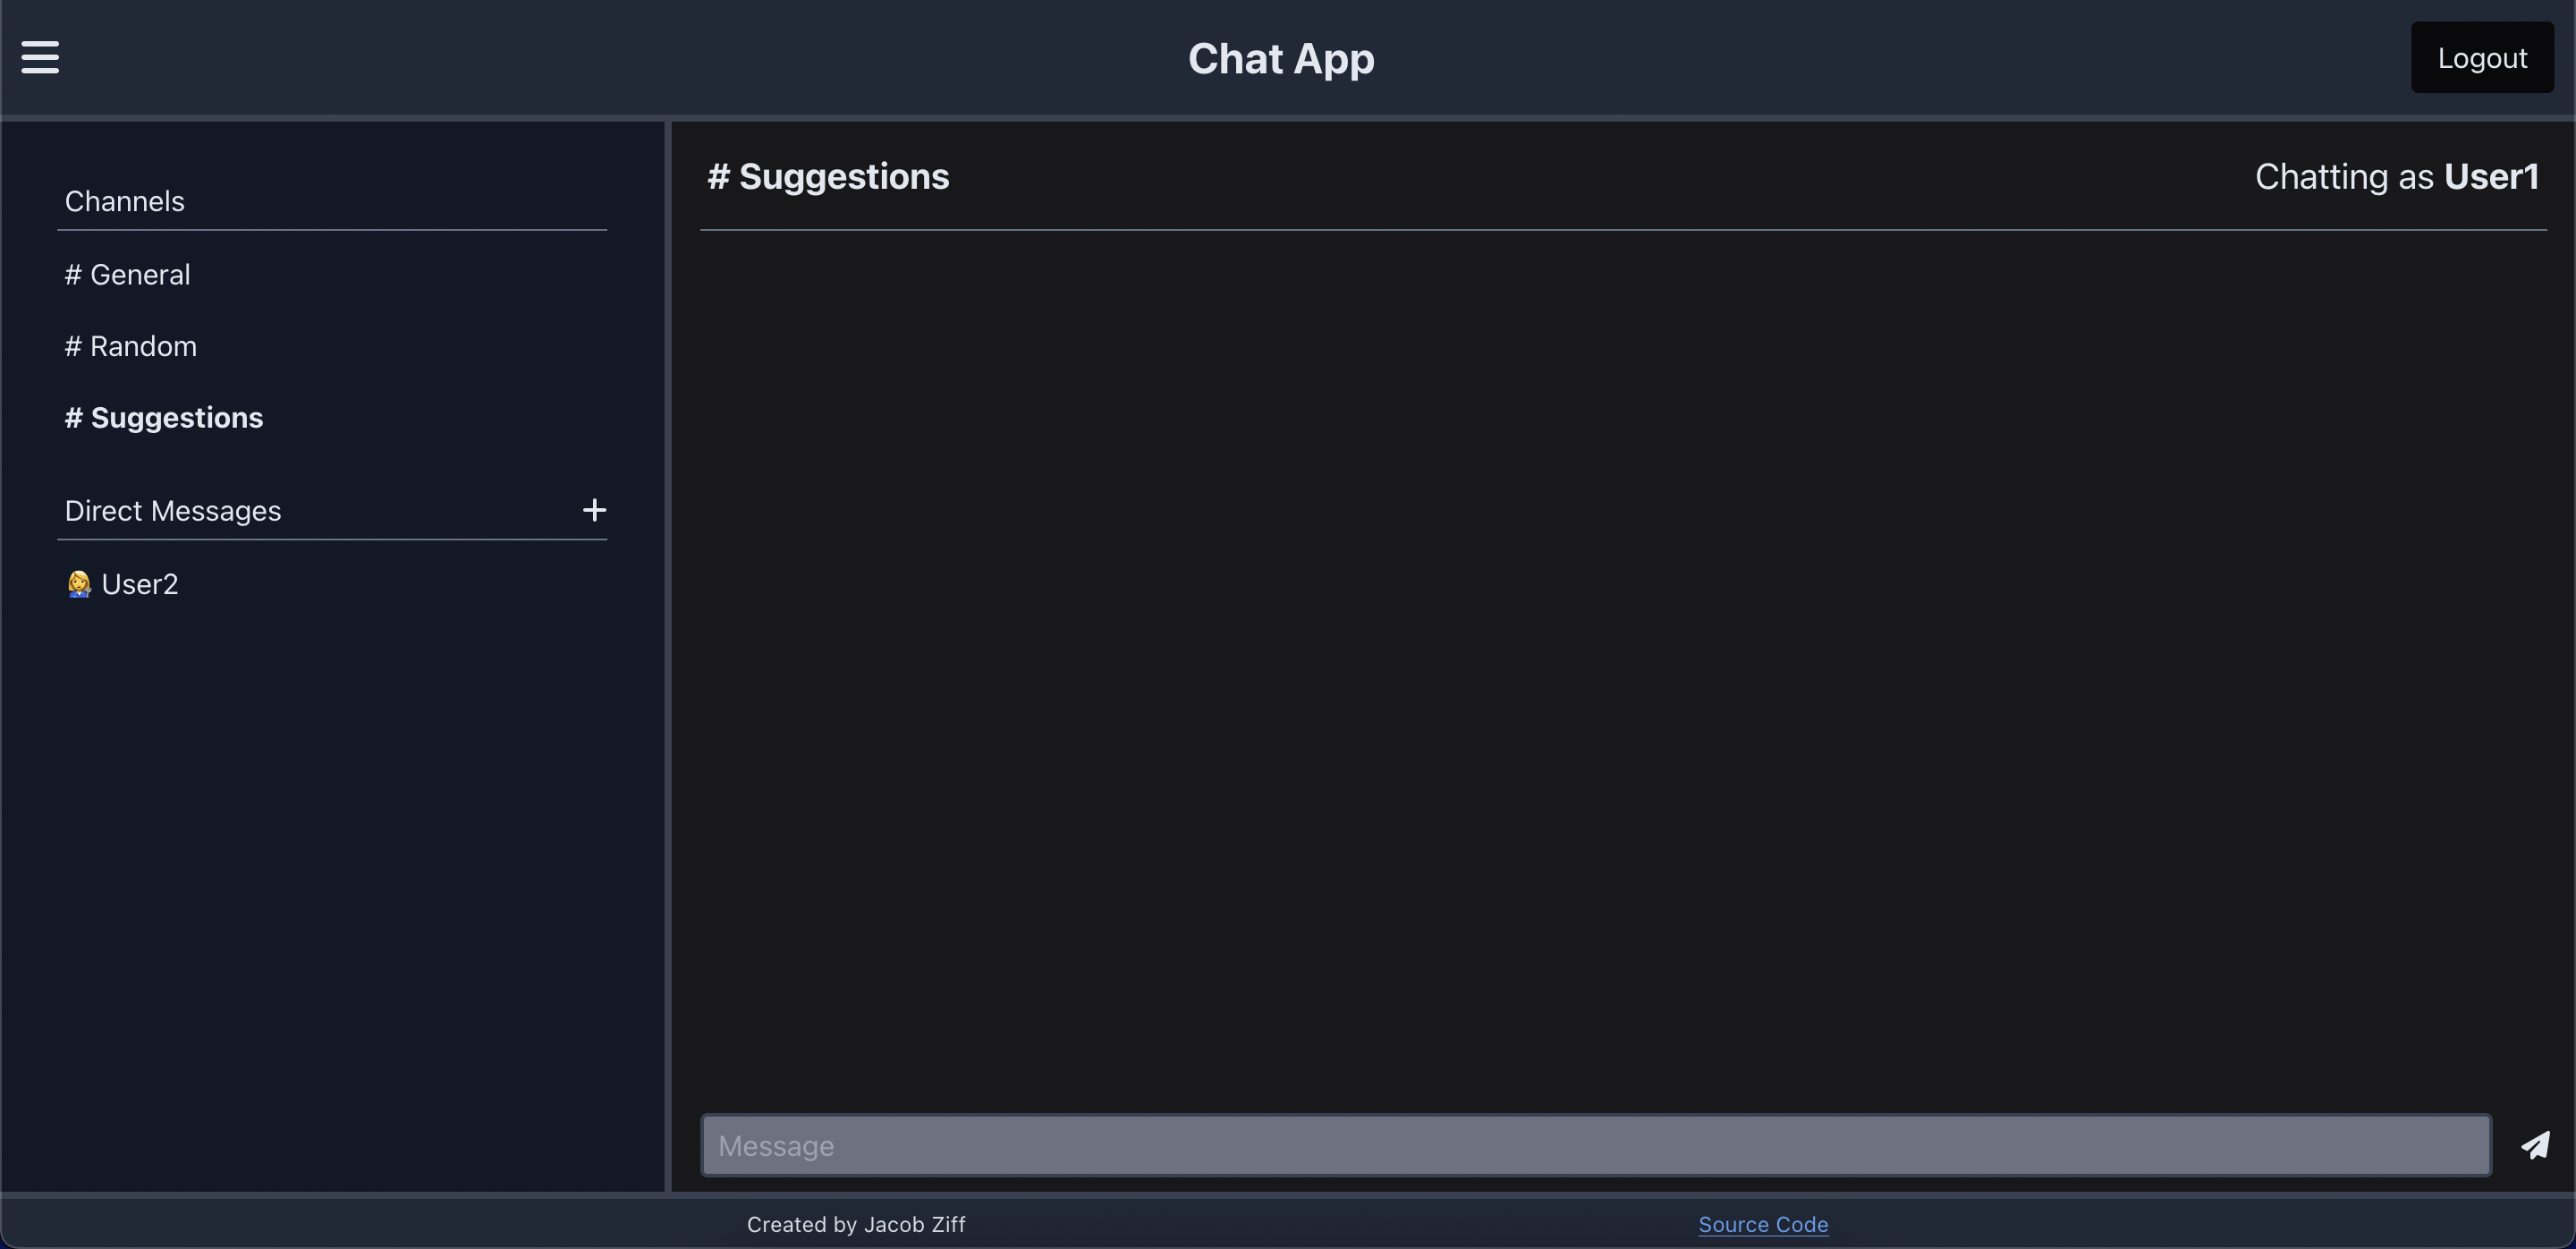 Chat App
Logout
Channels
# General
# Random
# Suggestions
Direct Messages
User2
# Suggestions
Chatting as User1
Message
Created by Jacob Ziff
Source Code